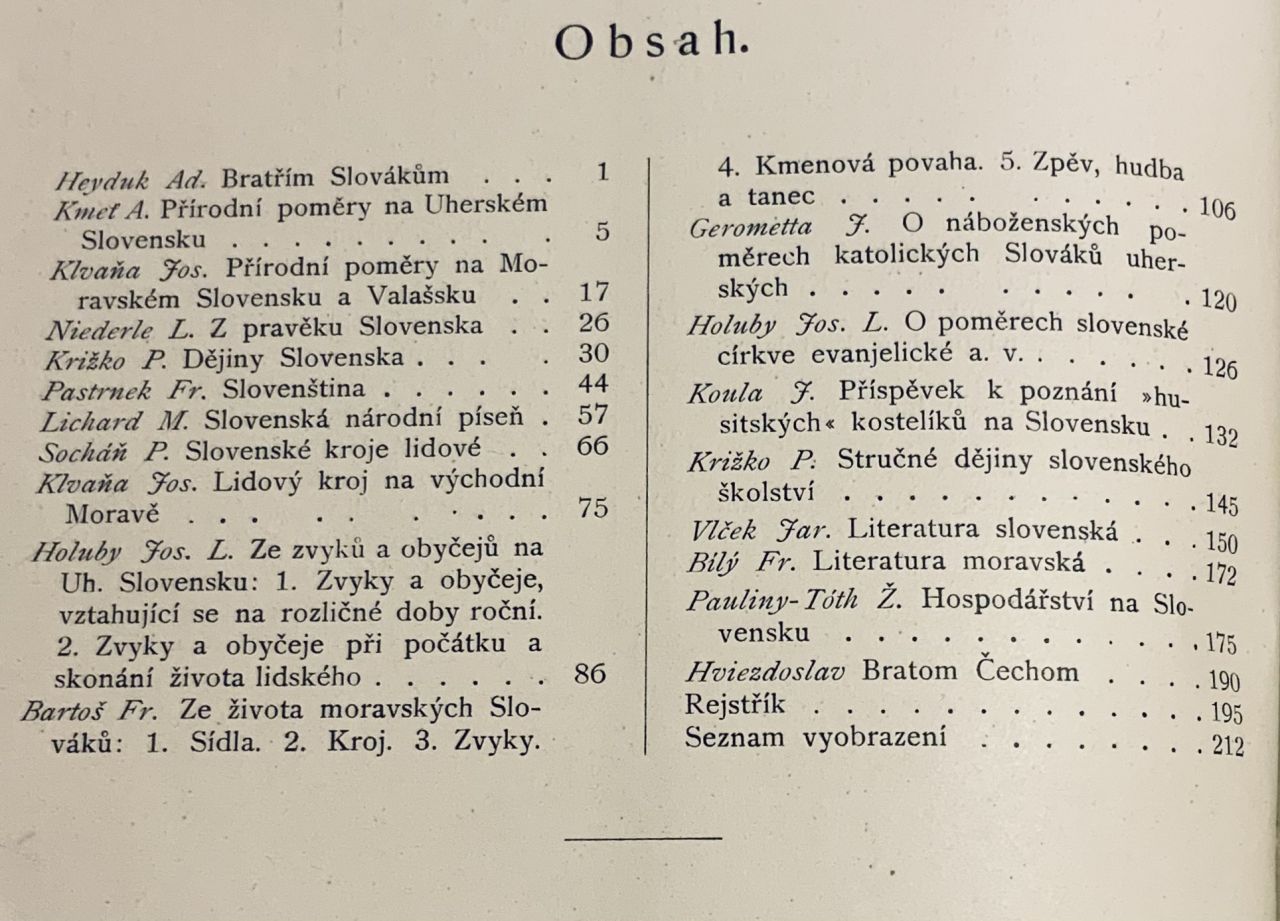 Obsah.
Heyduk Ad. Bratřím Slovákům . . . 1
Kmeť A. Přírodní poměry na Uherském
Slovensku . . . . . . . . . . 5
Klvaňa Jos. Přírodní poměry na Mo-
ravském Slovensku a Valašsku . . 17
Niederle L. Z pravěku Slovenska . . 26
Križko P. Dějiny Slovenska . . . . 30
Pastrnek Fr. Slovenština . . . . . . 44
Lichard M. Slovenská národní píseň . 57
Socháň P. Slovenské kroje lidové . . 66
Klvaňa Jos. Lidový kroj na východní
Moravě . . . . . . . . . . 75
Holuby Jos. L. Ze zvyků a obyčejů na
Uh. Slovensku: 1. Zvyky a obyčeje,
vztahující se na rozličné doby roční.
2. Zvyky a obyčeje při počátku a
skonání života lidského . . . . . . 86
Bartoš Fr. Ze života moravských Slo-
váků: 1. Sídla. 2. Kroj. 3. Zvyky.
4. Kmenová povaha. 5. Zpěv, hudba
a tanec . . . . . . . . . . . 106
Gerometta J. O náboženských po-
měrech katolických Slováků uher-
ských . . . . . . . . . . . 120
Holuby Jos. L. O poměrech slovenské
církve evanjelické a. v. . . . . . . 126
Koula J. Příspěvek k poznání »hu-
sitských« kostelíků na Slovensku . . 132
Križko P. Stručné dějiny slovenského
školství . . . . . . . . . . . 145
Vlček Jar. Literatura slovenská . . . 150
Bílý Fr. Literatura moravská . . . . 172
Pauliny-Tóth Ž. Hospodářství na Slo-
vensku . . . . . . . . . . . 175
Hviezdoslav Bratom Čechom . . . . 190
Rejstřík . . . . . . . . . . . . 195
Seznam vyobrazení . . . . . . . . 212